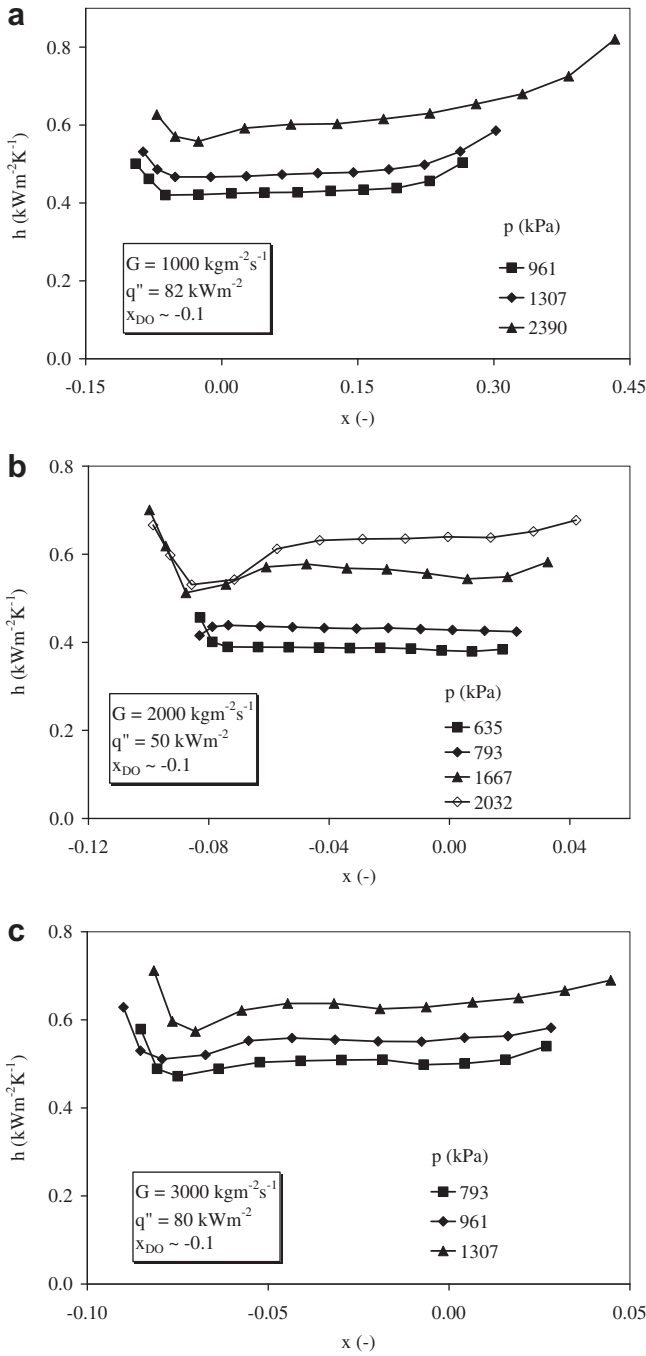 a
0.8
0.6
0.4
0.2
0.0
h (kWm-2K-1)
G = 1000 kgm-2s-1
q" = 82 kWm-2
xDO ~ -0.1
p (kPa)
961
1307
2390
-0.15 0.00 0.15 0.30 0.45
x (-)
b
0.8
0.6
0.4
0.2
0.0
h (kWm-2K-1)
G = 2000 kgm-2s-1
q" = 50 kWm-2
xDO ~ -0.1
p (kPa)
635
793
1667
2032
-0.12 -0.08 -0.04 0.00 0.04
x (-)
c
0.8
0.6
0.4
0.2
0.0
h (kWm-2K-1)
G = 3000 kgm-2s-1
q" = 80 kWm-2
xDO ~ -0.1
p (kPa)
793
961
1307
-0.10 -0.05 0.00 0.05
x (-)